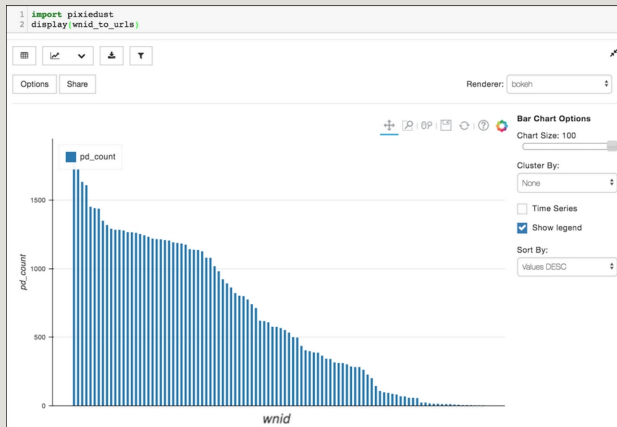 1 import pixiedust
2 display(wnid_to_urls)
Options Share Renderer: bokeh
pd_count
1500
1000
500
0
pd_count
wnid
Bar Chart Options
Chart Size: 100
Cluster By:
None
Time Series
Show legend
Sort By:
Values DESC